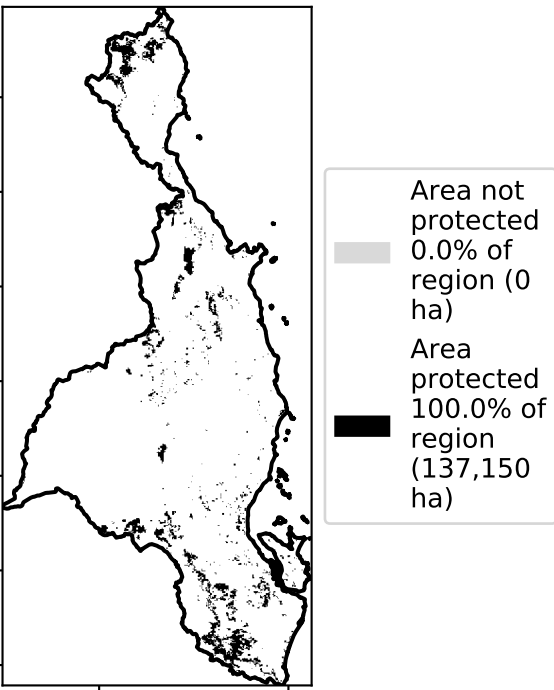 Area not
protected
0.0% of
region (0
ha)
Area
protected
100.0% of
region
(137,150
ha)